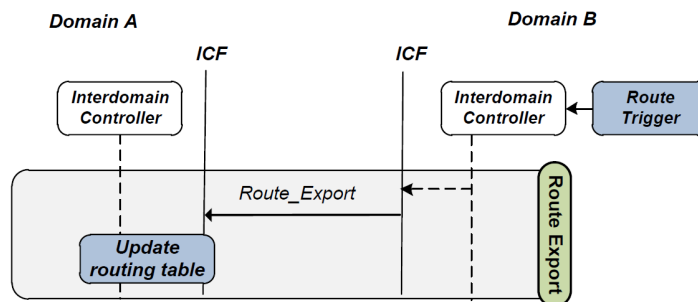 Domain A
Domain B
ICF
ICF
Interdomain
Controller
Interdomain
Controller
Route
Trigger
Route_Export
Route Export
Update
routing table